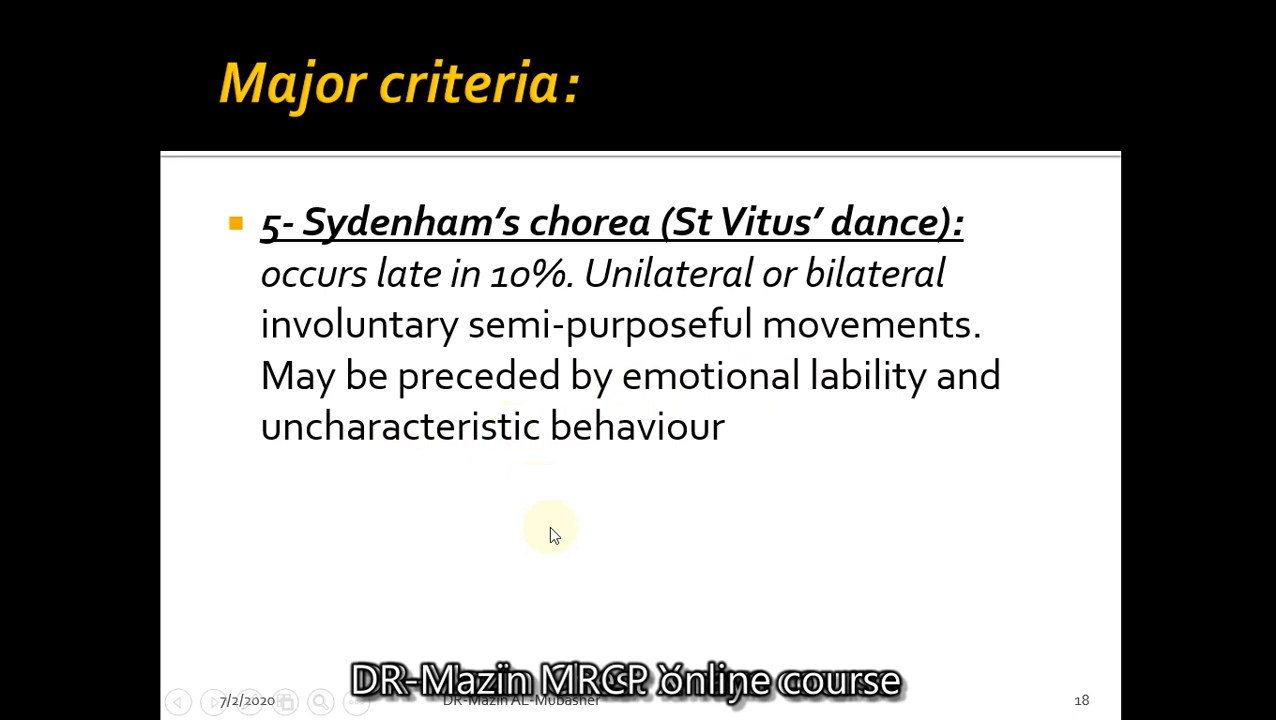 Major criteria:
5- Sydenham's chorea (St Vitus' dance):
occurs late in 10%. Unilateral or bilateral
involuntary semi-purposeful movements.
May be preceded by emotional lability and
uncharacteristic behaviour
DR-Mazin MRCP online course
7/2/2020
DR-Mazin AL-Mubasher
18